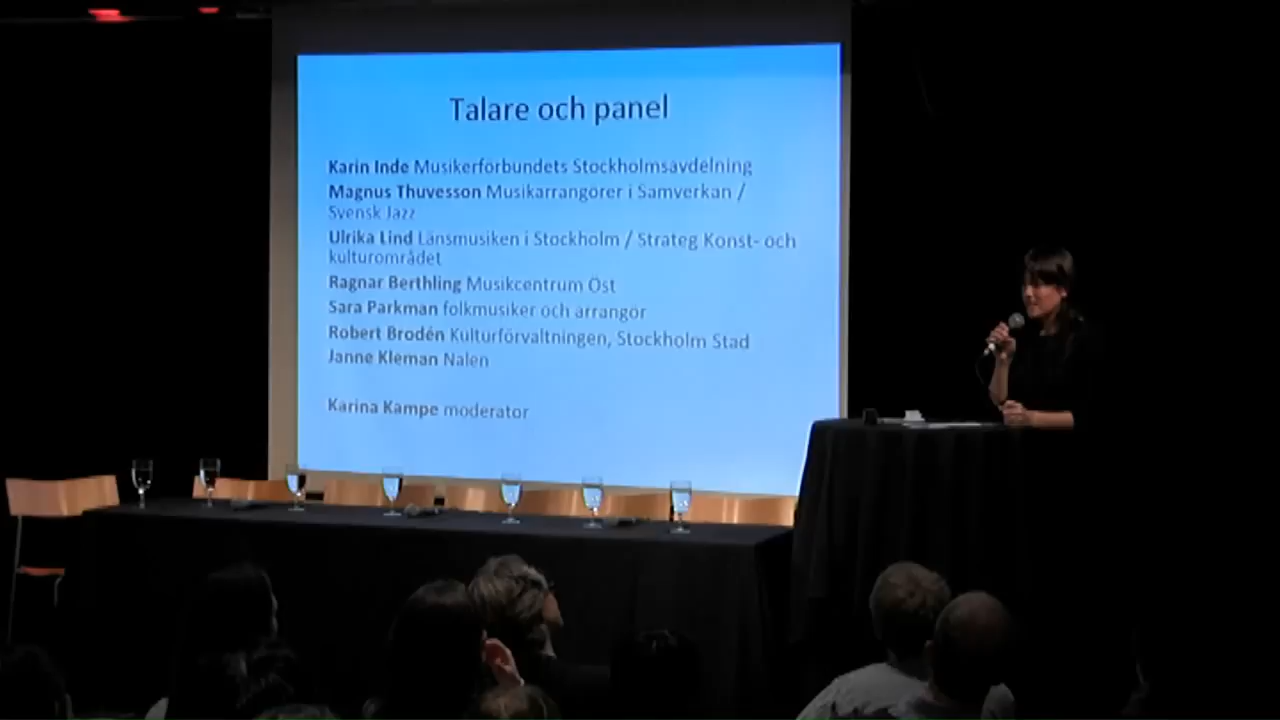 Talare och panel
Karin Inde Musikerförbundets Stockholmsavdelning
Magnus Thuvesson Musikarrangörer i Samverkan /
Svensk Jazz
Ulrika Lind Länsmusiken i Stockholm / Strateg Konst- och
kulturområdet
Ragnar Berthling Musikcentrum Öst
Sara Parkman folkmusiker och arrangör
Robert Brodén Kulturförvaltningen, Stockholm Stad
Janne Kleman Nalen
Karina Kampe moderator